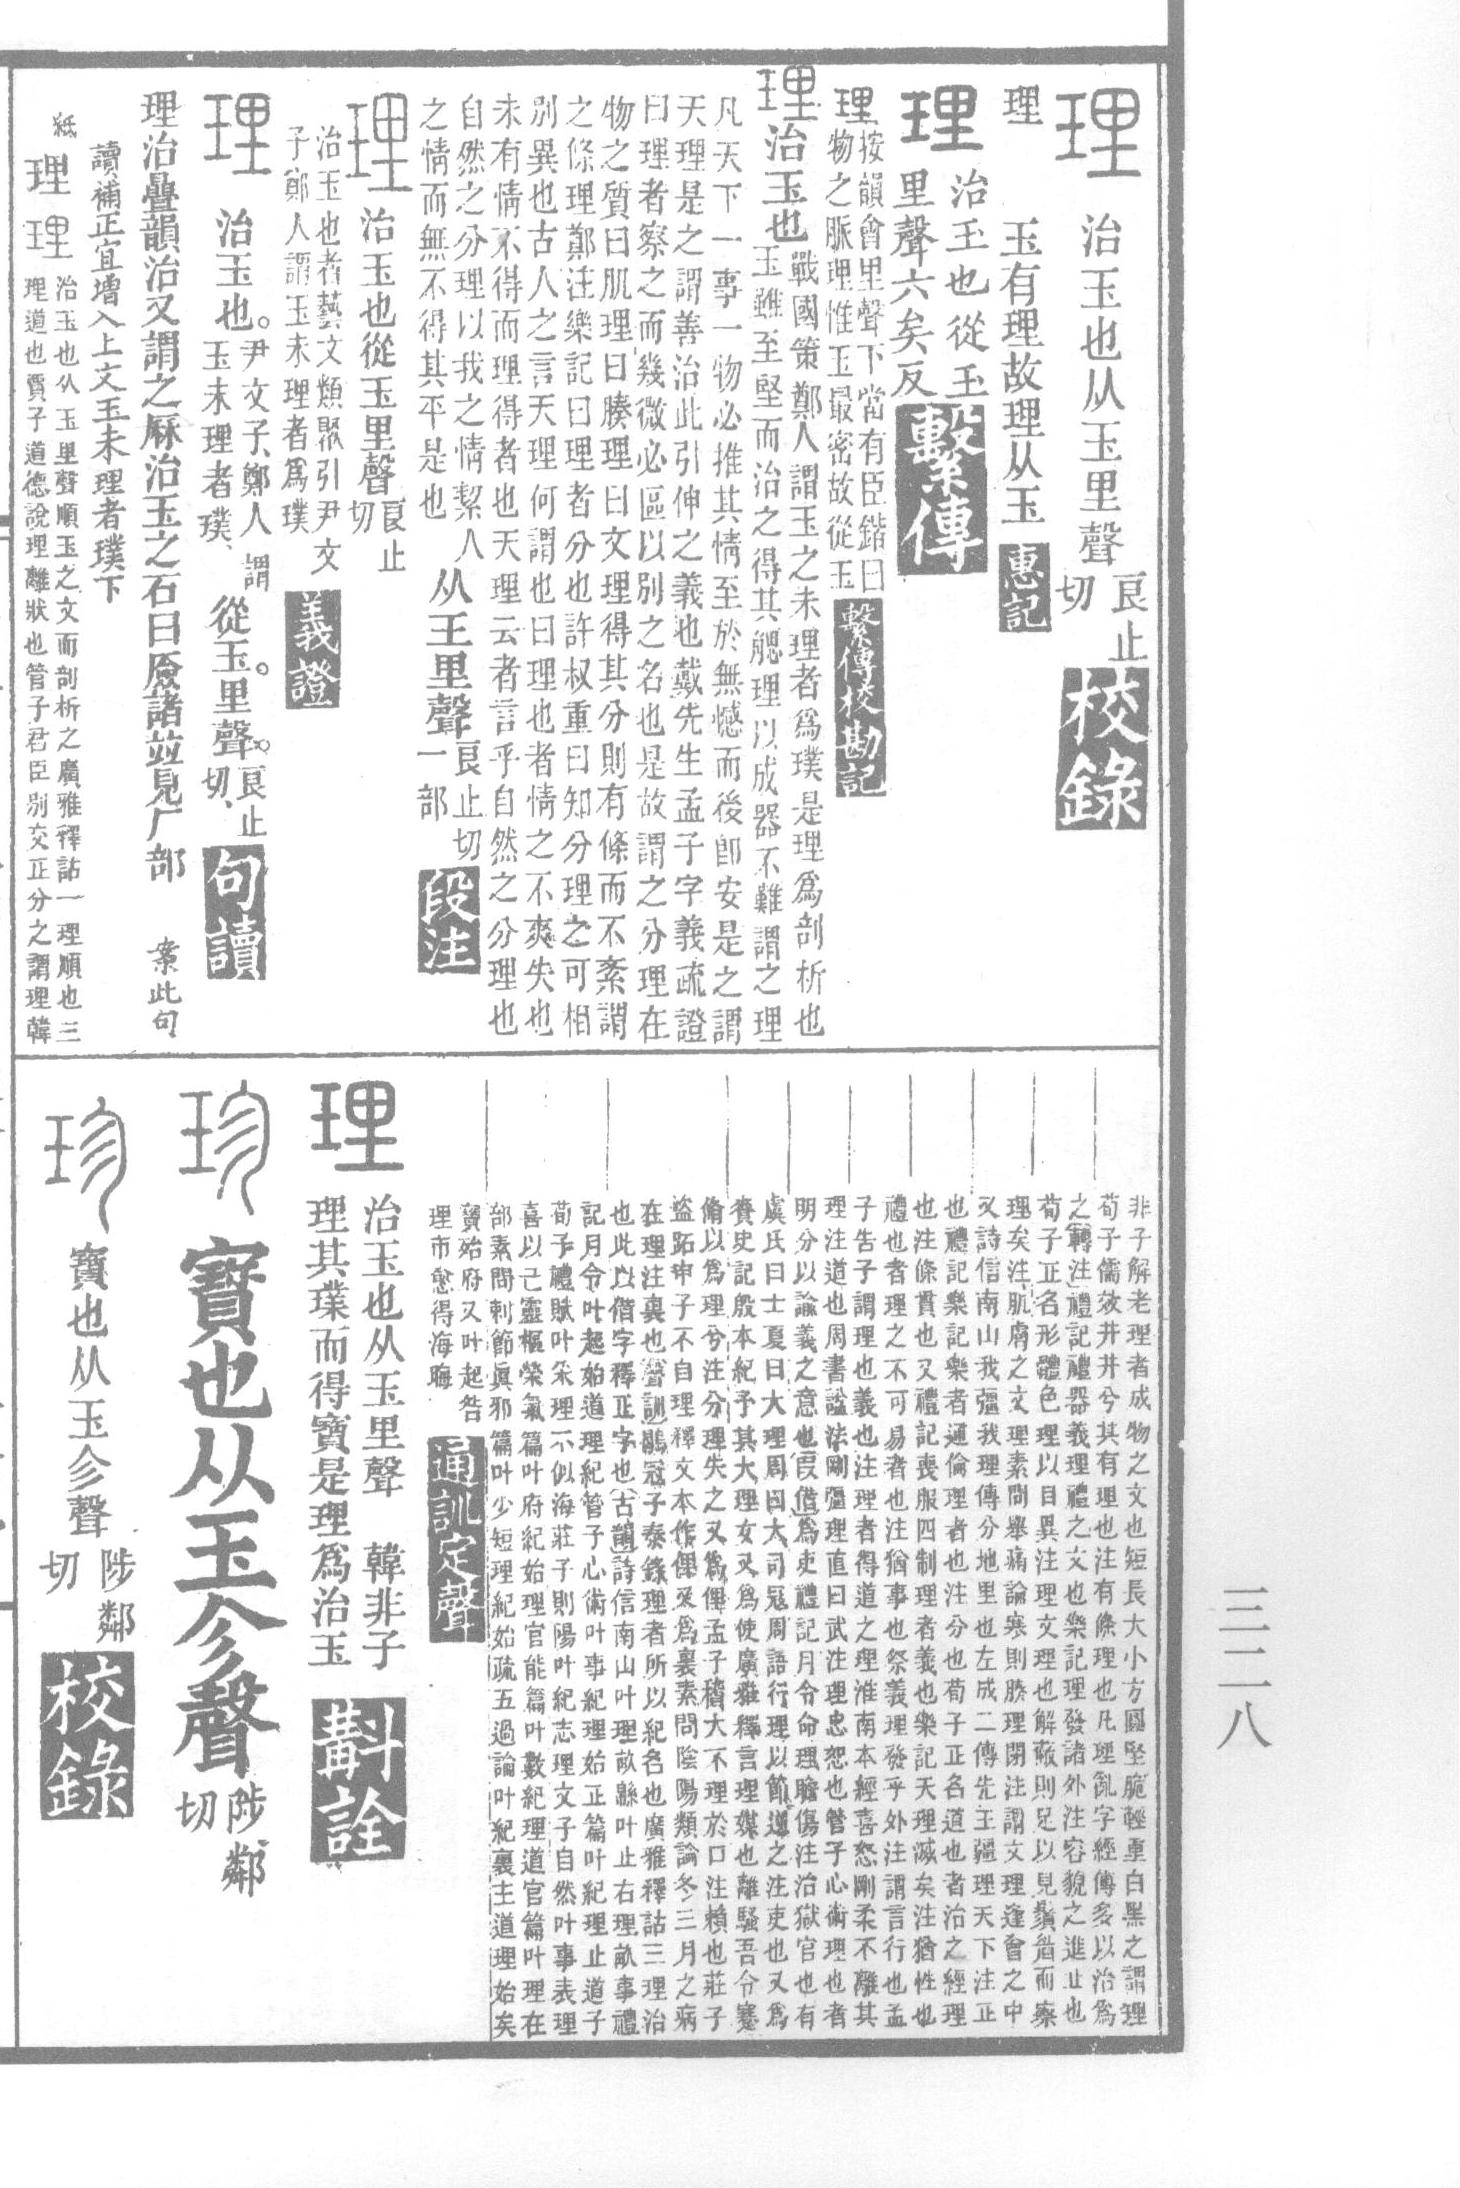 理 治玉也从玉里聲 良止切 校錄
理 玉有理故理从玉 惠記
理 治玉也從玉里聲六矣反 繫傳
理 按韻會里聲下當有臣鍇曰物之脈理惟玉最密故從玉 繫傳校勘記
理治玉也 戰國策鄭人謂玉之未理者爲璞是理爲剖析也
玉雖至堅而治之得其䚡理以成器不難謂之理
凡天下一事一物必推其情至於無憾而後卽安是之謂
天理是之謂善治此引伸之義也戴先生孟子字義疏證
曰理者察之而幾微必區以別之名也是故謂之分理在
物之質曰肌理曰腠理曰文理得其分則有條而不紊謂
之條理鄭注樂記曰理者分也許叔重曰知分理之可相
別異也古人之言天理何謂也曰理也者情之不爽失也
未有情不得而理得者也天理云者言乎自然之分理也
自然之分理以我之情絜人
之情而無不得其平是也 从王里聲 良止切一部 段注
理 治玉也從玉里聲 良止切
治玉也者藝文類聚引尹文
子鄭人謂玉未理者爲璞 義證
理 治玉也。尹文子、鄭人謂玉未理者璞、從玉。里聲。良止切、句讀
理治疊韻治又謂之厤治玉之石曰厱諸竝見厂部 案此句
讀補正宜增入上文玉未理者璞下
紙 理 理 治玉也从玉里聲順玉之文而剖析之廣雅釋詁一理順也三
理道也賈子道德說理離狀也管子君臣別交正分之謂理韓
非子解老理者成物之文也短長大小方圓堅脆輕重白黑之謂理
荀子儒效井井兮其有理也注有條理也凡理亂字經傳多以治爲
之轉注禮記禮器義理禮之文也樂記理發諸外注容貌之進止也
荀子正名形體色理以目異注理文理也解蔽則足以見鬚眉而察
理矣注肌膚之文理素問舉痛論寒則腠理閉注謂文理逢會之中
又詩信南山我疆我理傳分地里也左成二傳先王疆理天下注正
也禮記樂記樂者通倫理者也注分也荀子正名道也者治之經理
也注條貫也又禮記喪服四制理者義也樂記天理滅矣注猶性也
禮也者理之不可易者也注猶事也祭義理發乎外注謂言行也孟
子告子謂理也義也注理者得道之理淮南本經喜怒剛柔不離其
理注道也周書諡法剛彊理直曰武注理忠恕也管子心術理也者
明分以諭義之意也假借爲吏禮記月令命理瞻傷注治獄官也有
虞氏曰士夏曰大理周曰大司寇周語行理以節逆之注吏也又爲
賚史記殷本紀予其大理女又爲使廣雅釋言理媒也離騷吾令蹇
脩以爲理兮注分理失之又爲俚孟子稽大不理於口注賴也莊子
盜跖申子不自理釋文本作俚又爲裏素問陰陽類論冬三月之病
在理注裏也聲訓鶡冠子泰錄理者所以紀名也廣雅釋詁三理治
也此以借字釋正字也古韻詩信南山叶理畝緜叶止右理畝事禮
記月令叶起始道理紀管子心術叶事紀理始正篇叶紀理止道子
荀子禮賦叶采理一不似海莊子則陽叶紀志理文子自然叶事表理
喜以己靈樞榮氣篇叶府紀始理官能篇叶數紀理道官篇叶理在
部素問刺節眞邪篇叶少短理紀始疏五過論叶紀裏主道理始矣
寶始府又叶起咎
理市愈得海晦 通訓定聲
理 治玉也从玉里聲 韓非子
理其璞而得寶是理爲治玉 斠詮
珍 寶也从玉㐱聲 陟鄰切
珍 寶也从玉㐱聲 陟鄰切 校錄
三二八